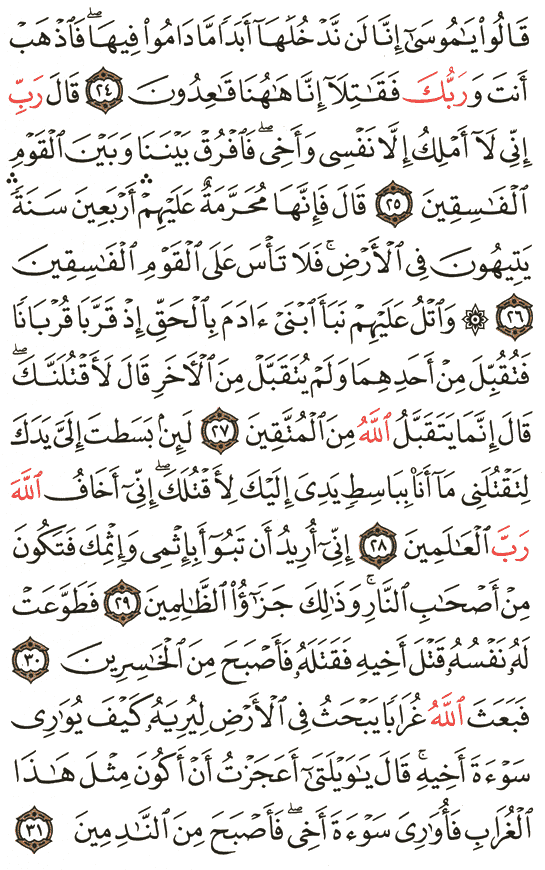 قَالُواْ يَٰمُوسَىٰٓ إِنَّا لَن نَّدۡخُلَهَآ أَبَدٗا مَّا دَامُواْ فِيهَا فَٱذۡهَبۡ
أَنتَ وَرَبُّكَ فَقَٰتِلَآ إِنَّا هَٰهُنَا قَٰعِدُونَ ٢٤ قَالَ رَبِّ
إِنِّي لَآ أَمۡلِكُ إِلَّا نَفۡسِي وَأَخِيۖ فَٱفۡرُقۡ بَيۡنَنَا وَبَيۡنَ ٱلۡقَوۡمِ
ٱلۡفَٰسِقِينَ ٢٥ قَالَ فَإِنَّهَا مُحَرَّمَةٌ عَلَيۡهِمۡۛ أَرۡبَعِينَ سَنَةٗۛ
يَتِيهُونَ فِي ٱلۡأَرۡضِۚ فَلَا تَأۡسَ عَلَى ٱلۡقَوۡمِ ٱلۡفَٰسِقِينَ
٢٦ ۞ وَٱتۡلُ عَلَيۡهِمۡ نَبَأَ ٱبۡنَيۡ ءَادَمَ بِٱلۡحَقِّ إِذۡ قَرَّبَا قُرۡبَانٗا
فَتُقُبِّلَ مِنۡ أَحَدِهِمَا وَلَمۡ يُتَقَبَّلۡ مِنَ ٱلۡأٓخَرِ قَالَ لَأَقۡتُلَنَّكَۖ
قَالَ إِنَّمَا يَتَقَبَّلُ ٱللَّهُ مِنَ ٱلۡمُتَّقِينَ ٢٧ لَئِنۢ بَسَطتَ إِلَيَّ يَدَكَ
لِتَقۡتُلَنِي مَآ أَنَا۠ بِبَاسِطٖ يَدِيَ إِلَيۡكَ لِأَقۡتُلَكَۖ إِنِّيٓ أَخَافُ ٱللَّهَ
رَبَّ ٱلۡعَٰلَمِينَ ٢٨ إِنِّيٓ أُرِيدُ أَن تَبُوٓأَ بِإِثۡمِي وَإِثۡمِكَ فَتَكُونَ
مِنۡ أَصۡحَٰبِ ٱلنَّارِۚ وَذَٰلِكَ جَزَٰٓؤُاْ ٱلظَّٰلِمِينَ ٢٩ فَطَوَّعَتۡ
لَهُۥ نَفۡسُهُۥ قَتۡلَ أَخِيهِ فَقَتَلَهُۥ فَأَصۡبَحَ مِنَ ٱلۡخَٰسِرِينَ ٣٠
فَبَعَثَ ٱللَّهُ غُرَابٗا يَبۡحَثُ فِي ٱلۡأَرۡضِ لِيُرِيَهُۥ كَيۡفَ يُوَٰرِي
سَوۡءَةَ أَخِيهِۚ قَالَ يَٰوَيۡلَتَىٰٓ أَعَجَزۡتُ أَنۡ أَكُونَ مِثۡلَ هَٰذَا
ٱلۡغُرَابِ فَأُوَٰرِيَ سَوۡءَةَ أَخِيۖ فَأَصۡبَحَ مِنَ ٱلنَّٰدِمِينَ ٣١